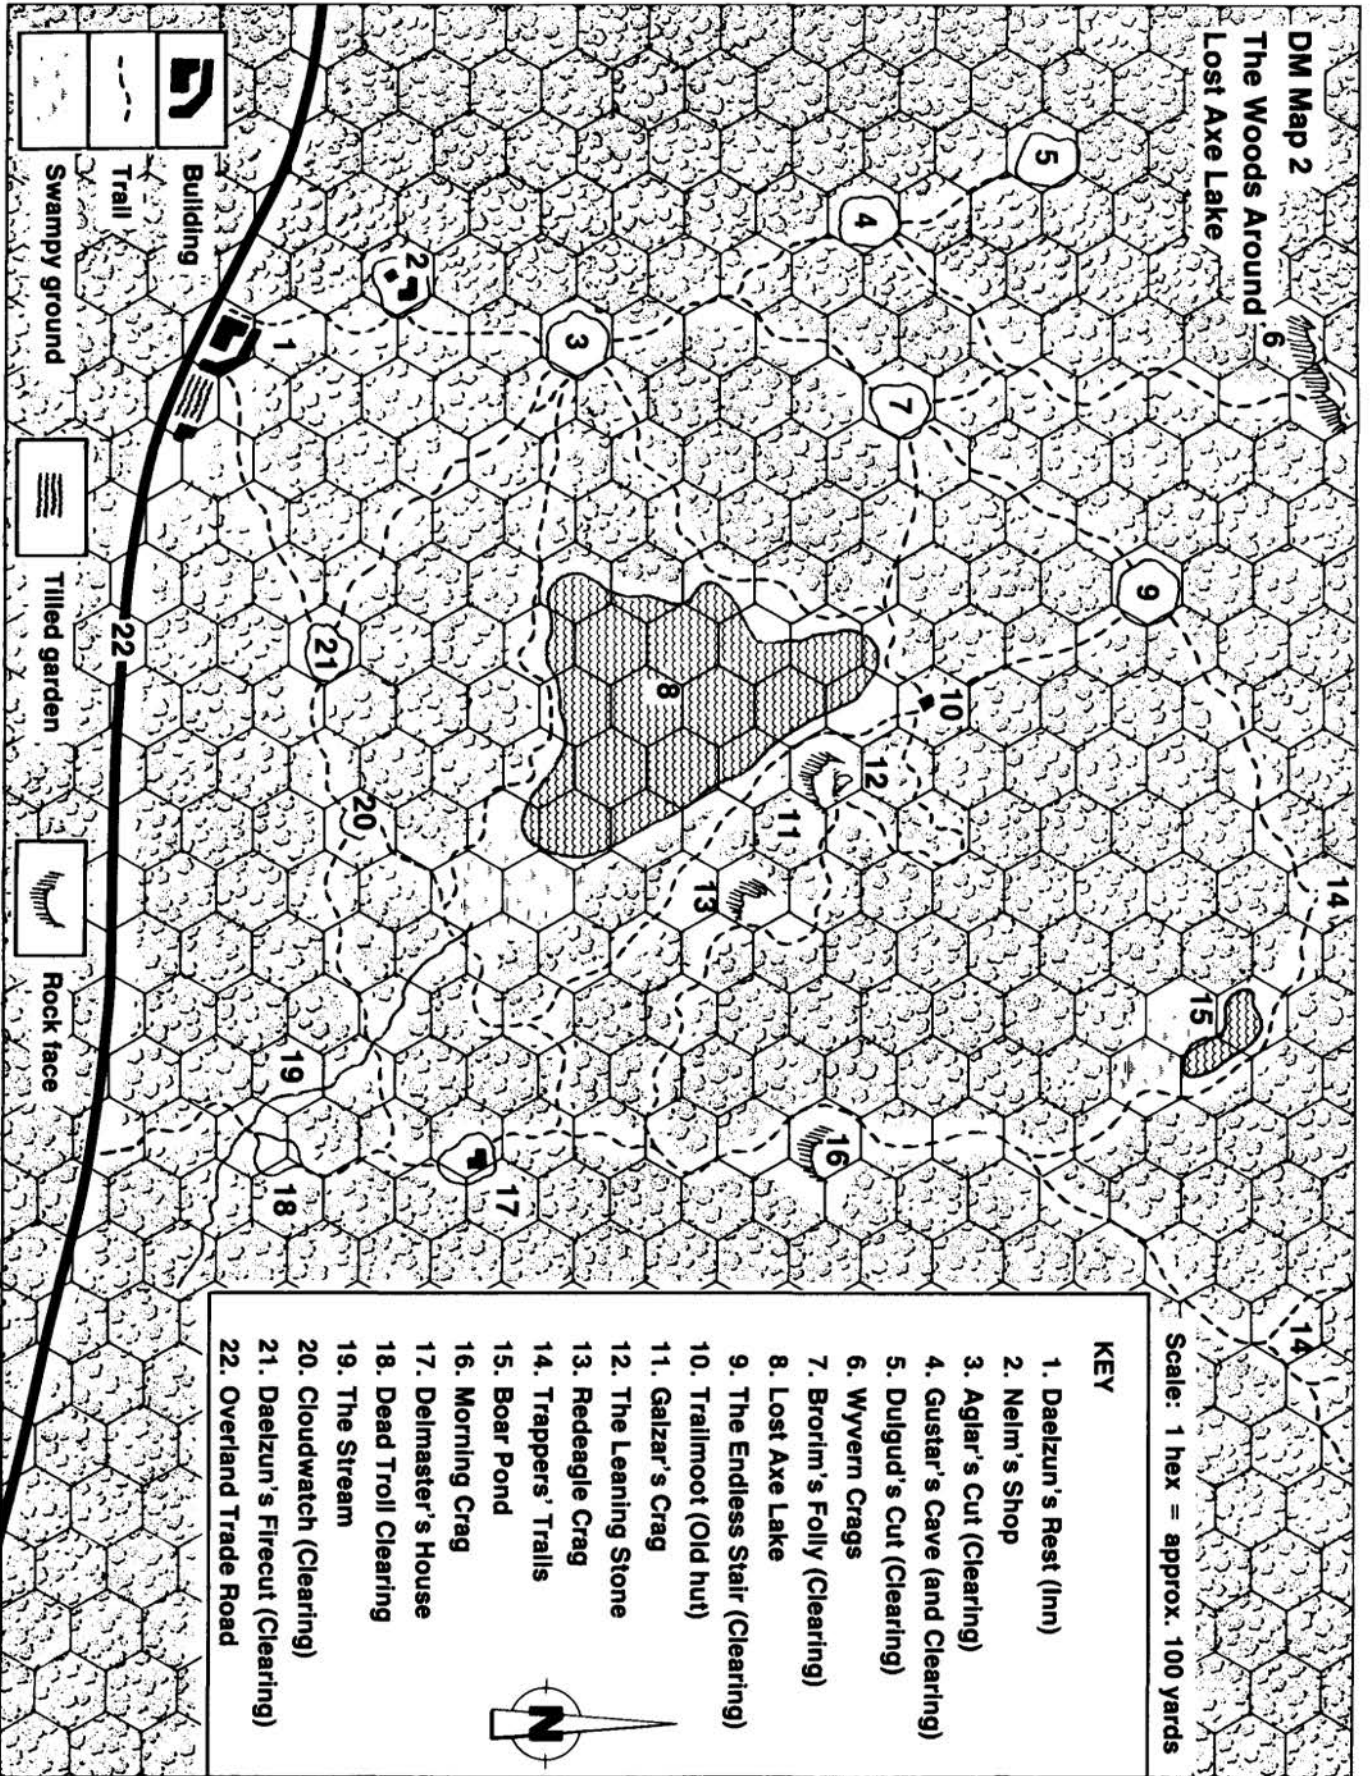 DM Map 2
The Woods Around
Lost Axe Lake
Scale: 1 hex = approx. 100 yards
6
14
14
5
9
15
4
10
7
12
16
11
13
8
3
2
17
20
21
1
19
18
22
KEY
1. Daelzun's Rest (Inn)
2. Nelm's Shop
3. Aglar's Cut (Clearing)
4. Gustar's Cave (and Clearing)
5. Dulgud's Cut (Clearing)
6. Wyvern Crags
7. Brorim's Folly (Clearing)
8. Lost Axe Lake
9. The Endless Stair (Clearing)
10. Trailmoot (Old hut)
11. Galzar's Crag
12. The Leaning Stone
13. Redeagle Crag
14. Trappers' Trails
15. Boar Pond
16. Morning Crag
17. Delmaster's House
18. Dead Troll Clearing
19. The Stream
20. Cloudwatch (Clearing)
21. Daelzun's Firecut (Clearing)
22. Overland Trade Road
N
Building
Trail
Swampy ground
Tilled garden
Rock face